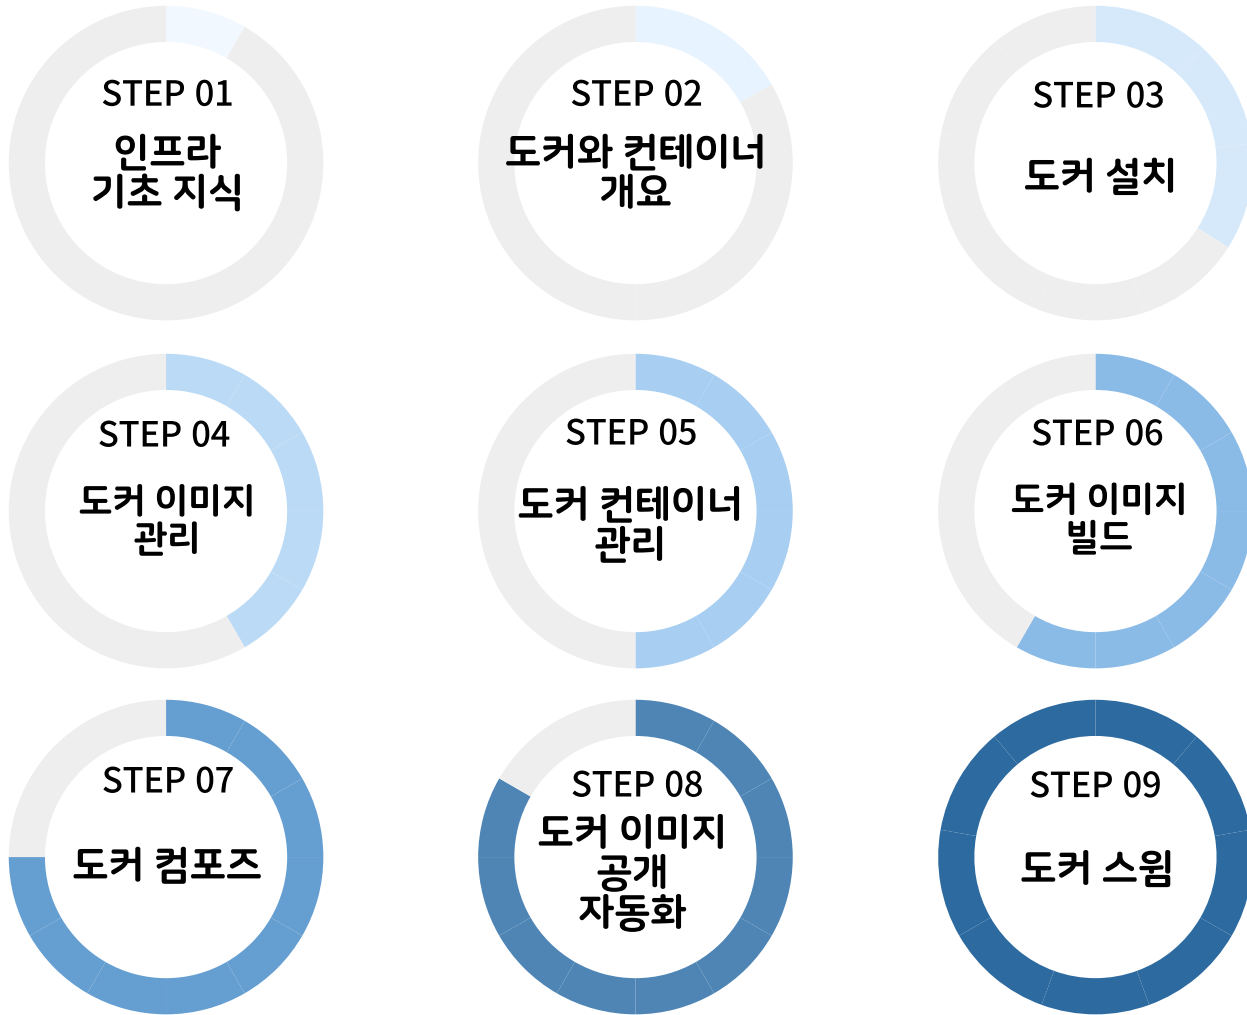 STEP 01
인프라
기초 지식
STEP 02
도커와 컨테이너
개요
STEP 03
도커 설치
STEP 04
도커 이미지
관리
STEP 05
도커 컨테이너
관리
STEP 06
도커 이미지
빌드
STEP 07
도커 컴포즈
STEP 08
도커 이미지
공개
자동화
STEP 09
도커 스윔